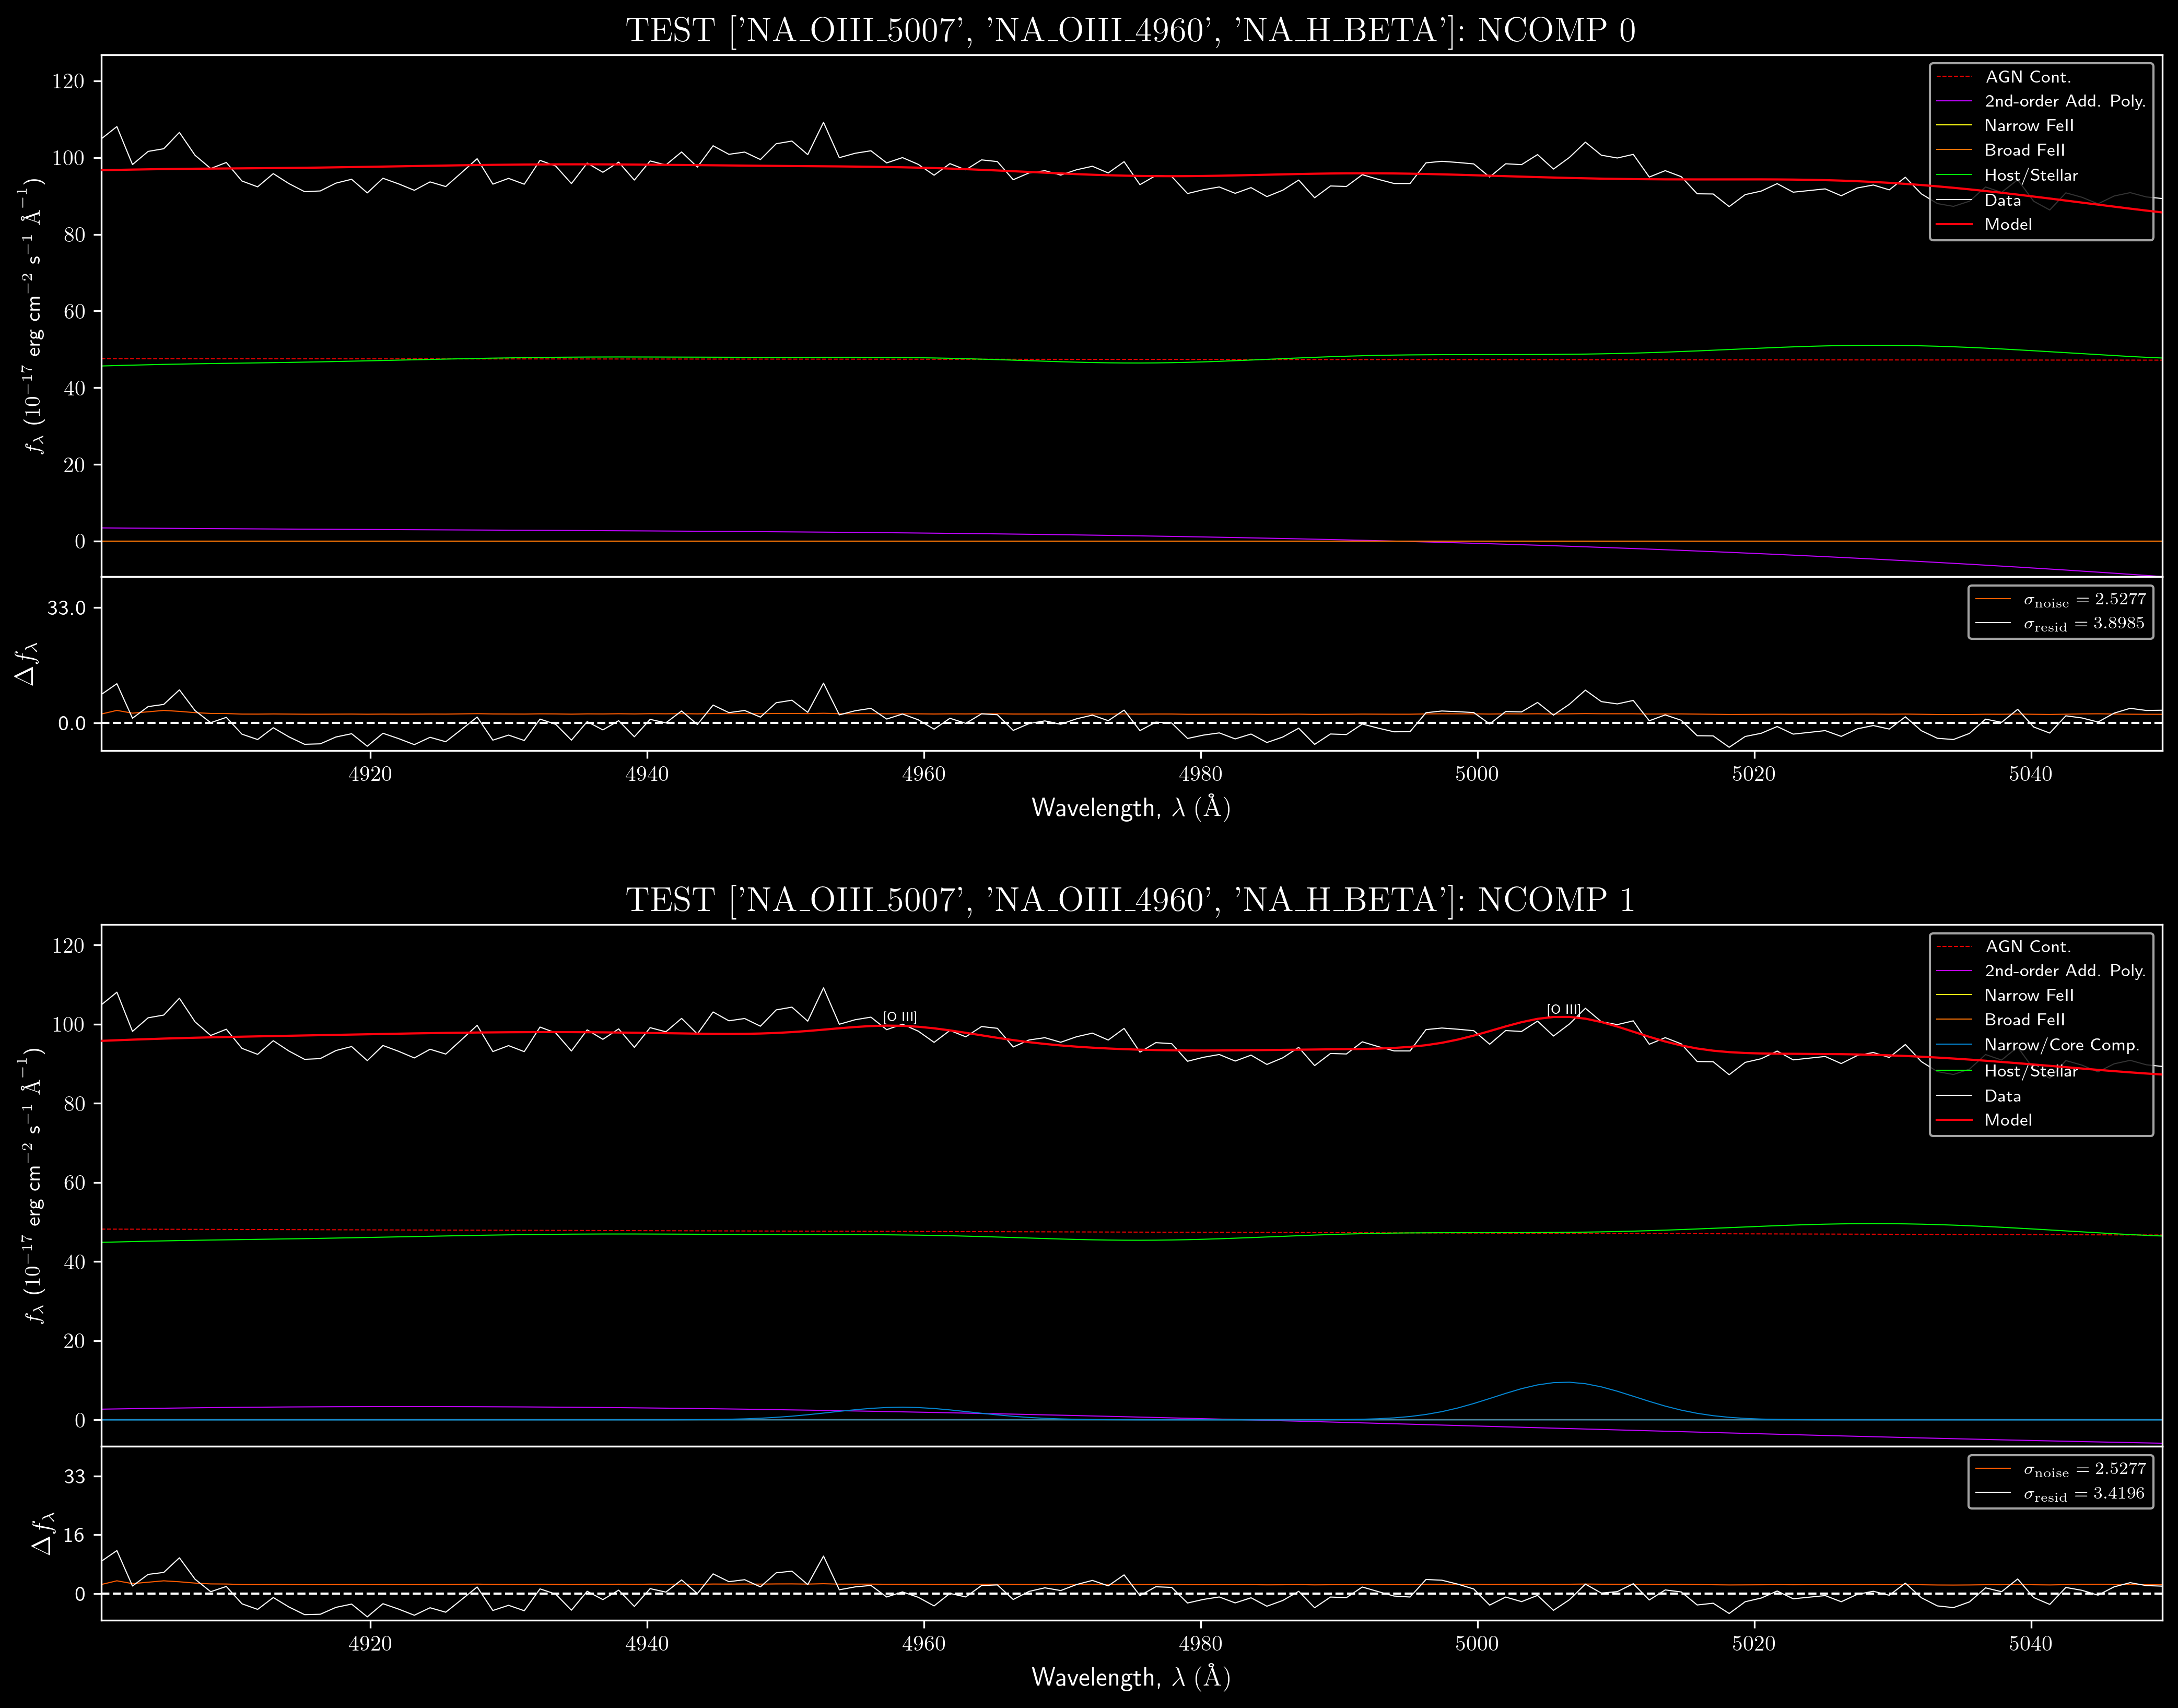 TEST ['NA_OIII_5007', 'NA_OIII_4960', 'NA_H_BETA']: NCOMP 0
120
100
80
60
40
20
0
f_λ (10⁻¹⁷ erg cm⁻² s⁻¹ Å⁻¹)
AGN Cont.
2nd-order Add. Poly.
Narrow FeII
Broad FeII
Host/Stellar
Data
Model
33.0
0.0
Δf_λ
σ_noise = 2.5277
σ_resid = 3.8985
4920 4940 4960 4980 5000 5020 5040
Wavelength, λ (Å)
TEST ['NA_OIII_5007', 'NA_OIII_4960', 'NA_H_BETA']: NCOMP 1
120
100
80
60
40
20
0
f_λ (10⁻¹⁷ erg cm⁻² s⁻¹ Å⁻¹)
[O III]
[O III]
AGN Cont.
2nd-order Add. Poly.
Narrow FeII
Broad FeII
Narrow/Core Comp.
Host/Stellar
Data
Model
33
16
0
Δf_λ
σ_noise = 2.5277
σ_resid = 3.4196
4920 4940 4960 4980 5000 5020 5040
Wavelength, λ (Å)